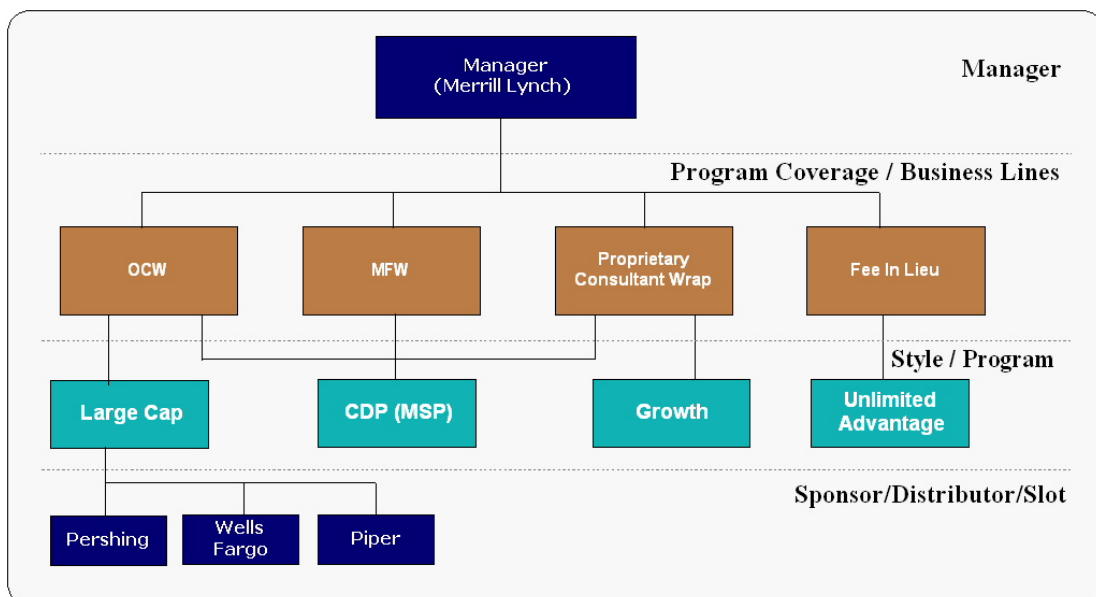 Manager
(Merrill Lynch)
Manager
Program Coverage / Business Lines
OCW
MFW
Proprietary
Consultant Wrap
Fee In Lieu
Style / Program
Large Cap
CDP (MSP)
Growth
Unlimited
Advantage
Sponsor/Distributor/Slot
Pershing
Wells
Fargo
Piper